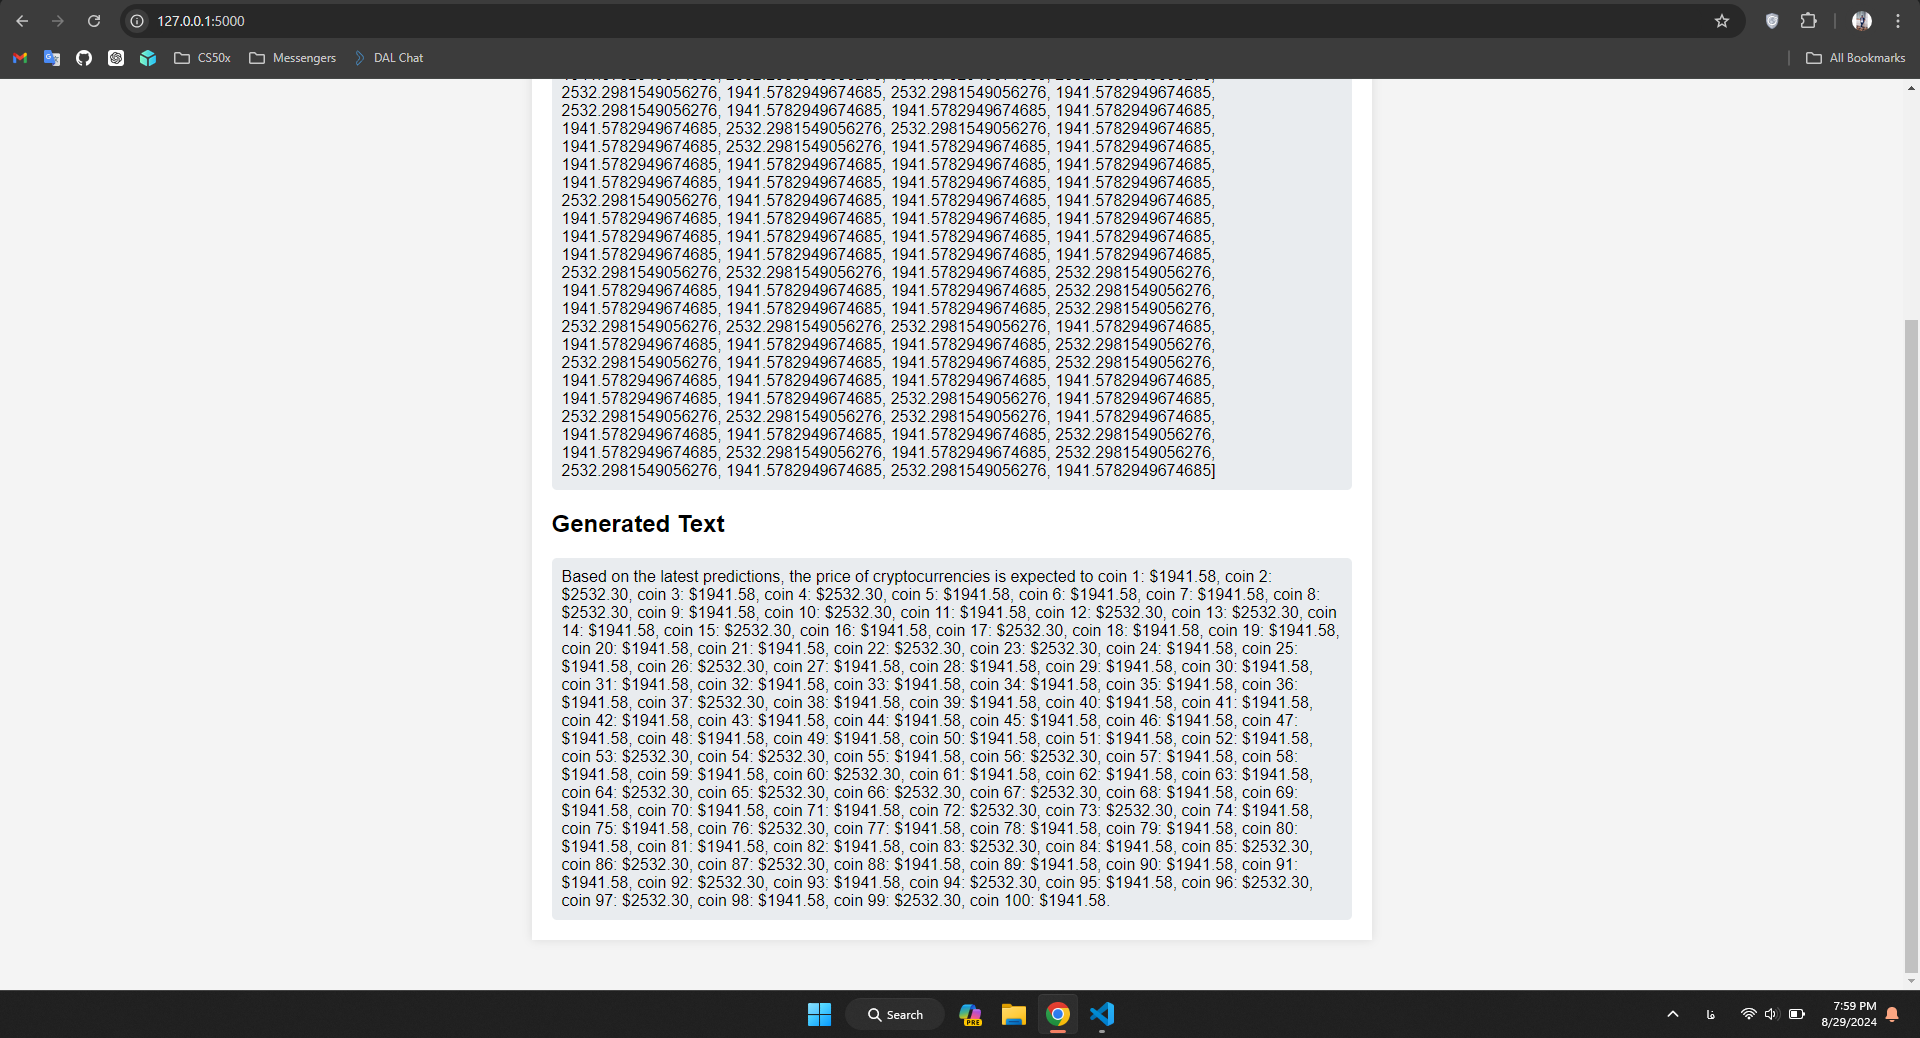 127.0.0.1:5000
CS50x
Messengers
DAL Chat
All Bookmarks
2532.2981549056276, 1941.5782949674685, 2532.2981549056276, 1941.5782949674685,
2532.2981549056276, 1941.5782949674685, 1941.5782949674685, 1941.5782949674685,
1941.5782949674685, 2532.2981549056276, 2532.2981549056276, 1941.5782949674685,
1941.5782949674685, 2532.2981549056276, 1941.5782949674685, 1941.5782949674685,
1941.5782949674685, 1941.5782949674685, 1941.5782949674685, 1941.5782949674685,
1941.5782949674685, 1941.5782949674685, 1941.5782949674685, 1941.5782949674685,
2532.2981549056276, 1941.5782949674685, 1941.5782949674685, 1941.5782949674685,
1941.5782949674685, 1941.5782949674685, 1941.5782949674685, 1941.5782949674685,
1941.5782949674685, 1941.5782949674685, 1941.5782949674685, 1941.5782949674685,
1941.5782949674685, 1941.5782949674685, 1941.5782949674685, 1941.5782949674685,
2532.2981549056276, 2532.2981549056276, 1941.5782949674685, 2532.2981549056276,
1941.5782949674685, 1941.5782949674685, 1941.5782949674685, 2532.2981549056276,
1941.5782949674685, 1941.5782949674685, 1941.5782949674685, 2532.2981549056276,
2532.2981549056276, 2532.2981549056276, 2532.2981549056276, 1941.5782949674685,
1941.5782949674685, 1941.5782949674685, 1941.5782949674685, 2532.2981549056276,
2532.2981549056276, 1941.5782949674685, 1941.5782949674685, 2532.2981549056276,
1941.5782949674685, 1941.5782949674685, 1941.5782949674685, 1941.5782949674685,
1941.5782949674685, 1941.5782949674685, 2532.2981549056276, 1941.5782949674685,
2532.2981549056276, 2532.2981549056276, 2532.2981549056276, 1941.5782949674685,
1941.5782949674685, 1941.5782949674685, 1941.5782949674685, 2532.2981549056276,
1941.5782949674685, 2532.2981549056276, 1941.5782949674685, 2532.2981549056276,
2532.2981549056276, 1941.5782949674685, 2532.2981549056276, 1941.5782949674685]
Generated Text
Based on the latest predictions, the price of cryptocurrencies is expected to coin 1: $1941.58, coin 2:
$2532.30, coin 3: $1941.58, coin 4: $2532.30, coin 5: $1941.58, coin 6: $1941.58, coin 7: $1941.58, coin 8:
$2532.30, coin 9: $1941.58, coin 10: $2532.30, coin 11: $1941.58, coin 12: $2532.30, coin 13: $2532.30, coin
14: $1941.58, coin 15: $2532.30, coin 16: $1941.58, coin 17: $2532.30, coin 18: $1941.58, coin 19: $1941.58,
coin 20: $1941.58, coin 21: $1941.58, coin 22: $2532.30, coin 23: $2532.30, coin 24: $1941.58, coin 25:
$1941.58, coin 26: $2532.30, coin 27: $1941.58, coin 28: $1941.58, coin 29: $1941.58, coin 30: $1941.58,
coin 31: $1941.58, coin 32: $1941.58, coin 33: $1941.58, coin 34: $1941.58, coin 35: $1941.58, coin 36:
$1941.58, coin 37: $2532.30, coin 38: $1941.58, coin 39: $1941.58, coin 40: $1941.58, coin 41: $1941.58,
coin 42: $1941.58, coin 43: $1941.58, coin 44: $1941.58, coin 45: $1941.58, coin 46: $1941.58, coin 47:
$1941.58, coin 48: $1941.58, coin 49: $1941.58, coin 50: $1941.58, coin 51: $1941.58, coin 52: $1941.58,
coin 53: $2532.30, coin 54: $2532.30, coin 55: $1941.58, coin 56: $2532.30, coin 57: $1941.58, coin 58:
$1941.58, coin 59: $1941.58, coin 60: $2532.30, coin 61: $1941.58, coin 62: $1941.58, coin 63: $1941.58,
coin 64: $2532.30, coin 65: $2532.30, coin 66: $2532.30, coin 67: $2532.30, coin 68: $1941.58, coin 69:
$1941.58, coin 70: $1941.58, coin 71: $1941.58, coin 72: $2532.30, coin 73: $2532.30, coin 74: $1941.58,
coin 75: $1941.58, coin 76: $2532.30, coin 77: $1941.58, coin 78: $1941.58, coin 79: $1941.58, coin 80:
$1941.58, coin 81: $1941.58, coin 82: $1941.58, coin 83: $2532.30, coin 84: $1941.58, coin 85: $2532.30,
coin 86: $2532.30, coin 87: $2532.30, coin 88: $1941.58, coin 89: $1941.58, coin 90: $1941.58, coin 91:
$1941.58, coin 92: $2532.30, coin 93: $1941.58, coin 94: $2532.30, coin 95: $1941.58, coin 96: $2532.30,
coin 97: $2532.30, coin 98: $1941.58, coin 99: $2532.30, coin 100: $1941.58.
Search
PRE
فا
7:59 PM
8/29/2024